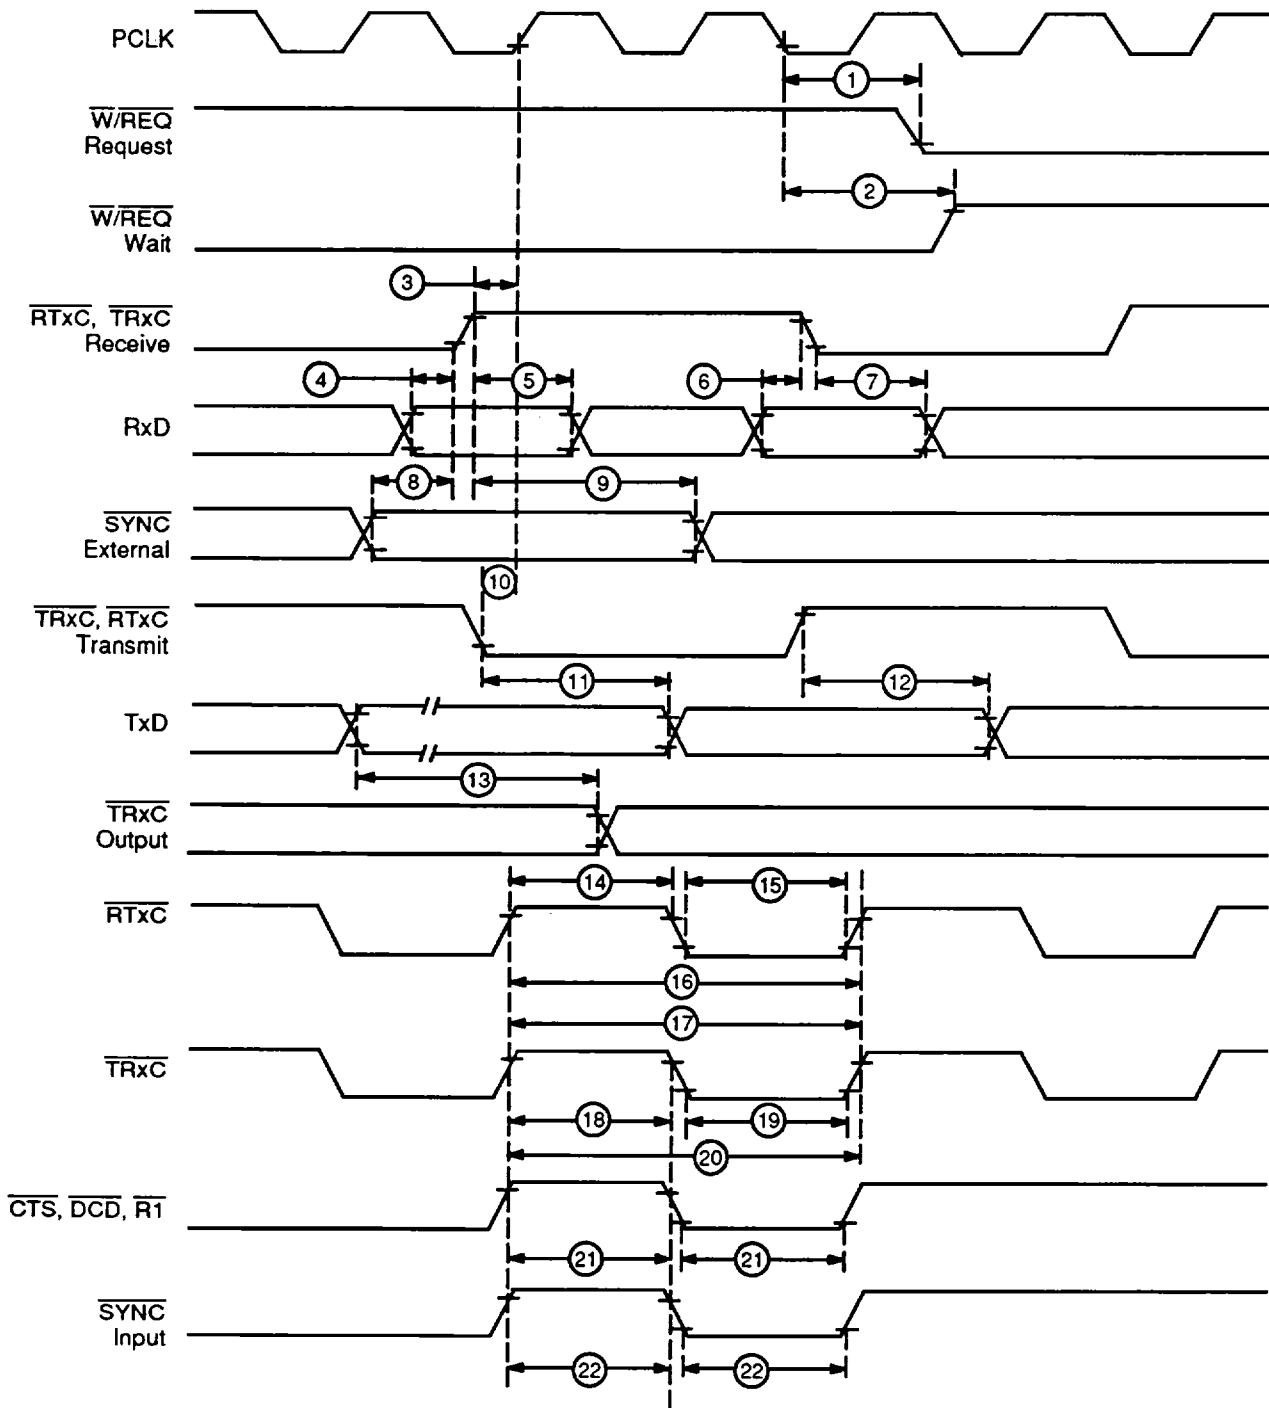 PCLK
1
W/REQ
Request
2
W/REQ
Wait
3
RTxC, TRxC
Receive
4
5
6
7
RxD
8
9
SYNC
External
10
TRxC, RTxC
Transmit
11
12
TxD
13
TRxC
Output
14
15
RTxC
16
17
TRxC
18
19
20
CTS, DCD, R1
21
21
SYNC
Input
22
22